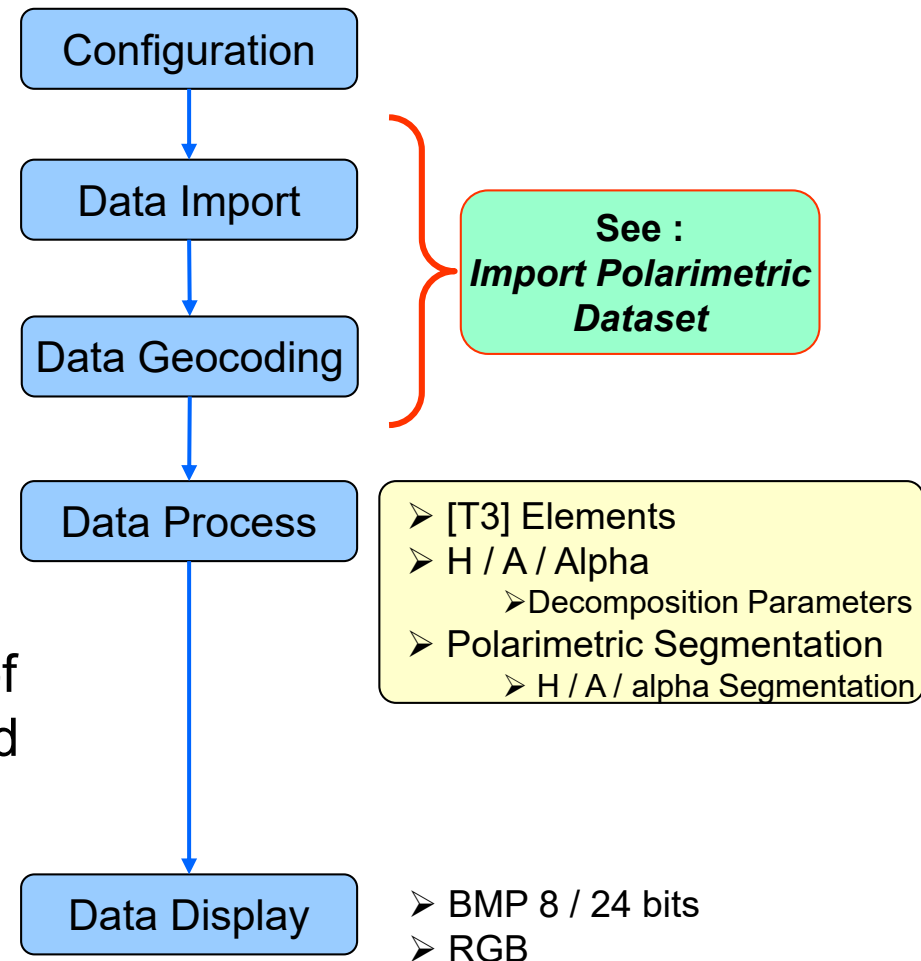 Configuration
Data Import
See :
Import Polarimetric
Dataset
Data Geocoding
Data Process
➢ [T3] Elements
➢ H / A / Alpha
➢Decomposition Parameters
➢ Polarimetric Segmentation
➢ H / A / alpha Segmentation
Data Display
➢ BMP 8 / 24 bits
➢ RGB